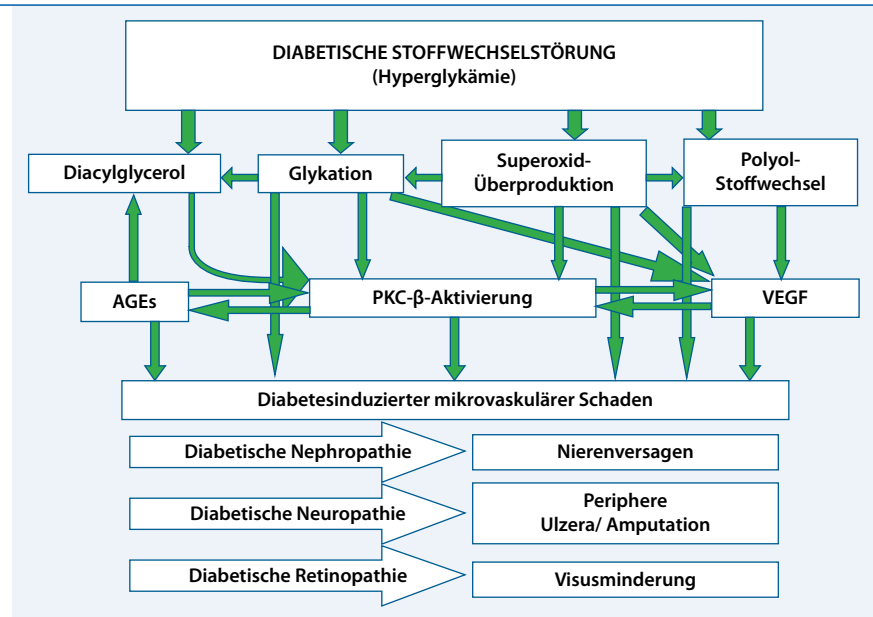 DIABETISCHE STOFFWECHSELSTÖRUNG
(Hyperglykämie)
Diacylglycerol
Glykation
Superoxid-
Überproduktion
Polyol-
Stoffwechsel
AGEs
PKC-β-Aktivierung
VEGF
Diabetesinduzierter mikrovaskulärer Schaden
Diabetische Nephropathie
Nierenversagen
Diabetische Neuropathie
Periphere
Ulzera/ Amputation
Diabetische Retinopathie
Visusminderung